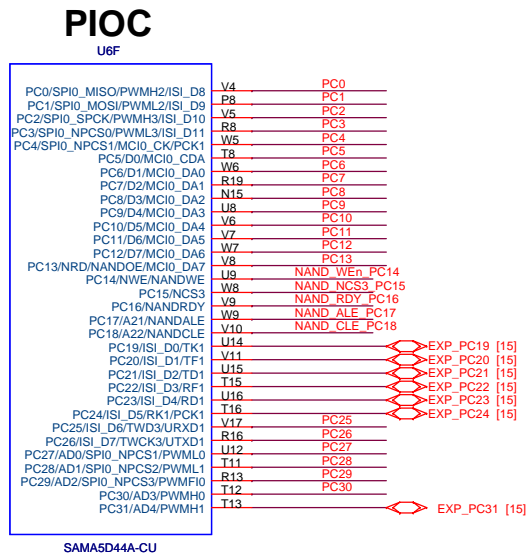 PIOC
U6F
PC0/SPI0_MISO/PWMH2/ISI_D8 V4 PC0
PC1/SPI0_MOSI/PWML2/ISI_D9 P8 PC1
PC2/SPI0_SPCK/PWMH3/ISI_D10 V5 PC2
PC3/SPI0_NPCS0/PWML3/ISI_D11 R8 PC3
PC4/SPI0_NPCS1/MCI0_CK/PCK1 W5 PC4
PC5/D0/MCI0_CDA T8 PC5
PC6/D1/MCI0_DA0 W6 PC6
PC7/D2/MCI0_DA1 R19 PC7
PC8/D3/MCI0_DA2 N15 PC8
PC9/D4/MCI0_DA3 U8 PC9
PC10/D5/MCI0_DA4 V6 PC10
PC11/D6/MCI0_DA5 V7 PC11
PC12/D7/MCI0_DA6 W7 PC12
PC13/NRD/NANDOE/MCI0_DA7 V8 PC13
PC14/NWE/NANDWE U9 NAND_WEn_PC14
PC15/NCS3 W8 NAND_NCS3_PC15
PC16/NANDRDY V9 NAND_RDY_PC16
PC17/A21/NANDALE W9 NAND_ALE_PC17
PC18/A22/NANDCLE V10 NAND_CLE_PC18
PC19/ISI_D0/TK1 U14 EXP_PC19 [15]
PC20/ISI_D1/TF1 V11 EXP_PC20 [15]
PC21/ISI_D2/TD1 U15 EXP_PC21 [15]
PC22/ISI_D3/RF1 T15 EXP_PC22 [15]
PC23/ISI_D4/RD1 U16 EXP_PC23 [15]
PC24/ISI_D5/RK1/PCK1 T16 EXP_PC24 [15]
PC25/ISI_D6/TWD3/URXD1 V17 PC25
PC26/ISI_D7/TWCK3/UTXD1 R16 PC26
PC27/AD0/SPI0_NPCS1/PWML0 U12 PC27
PC28/AD1/SPI0_NPCS2/PWML1 T11 PC28
PC29/AD2/SPI0_NPCS3/PWMFI0 R13 PC29
PC30/AD3/PWMH0 T12 PC30
PC31/AD4/PWMH1 T13 EXP_PC31 [15]
SAMA5D44A-CU